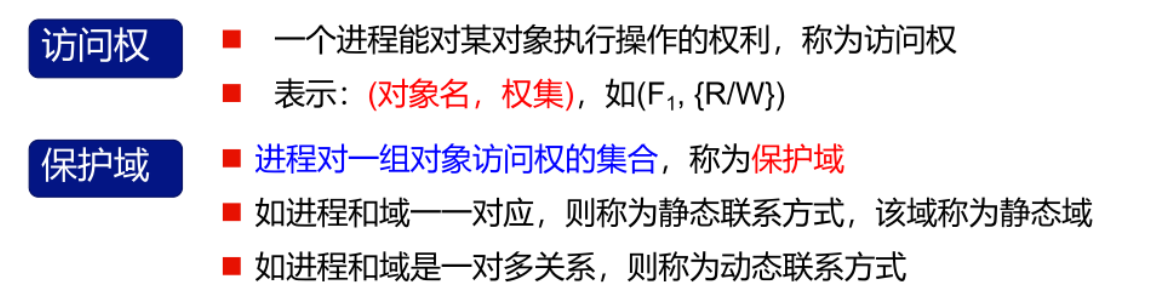 访问权
一个进程能对某对象执行操作的权利，称为访问权
表示：(对象名，权集)，如(F₁, {R/W})
保护域
进程对一组对象访问权的集合，称为保护域
如进程和域一一对应，则称为静态联系方式，该域称为静态域
如进程和域是一对多关系，则称为动态联系方式